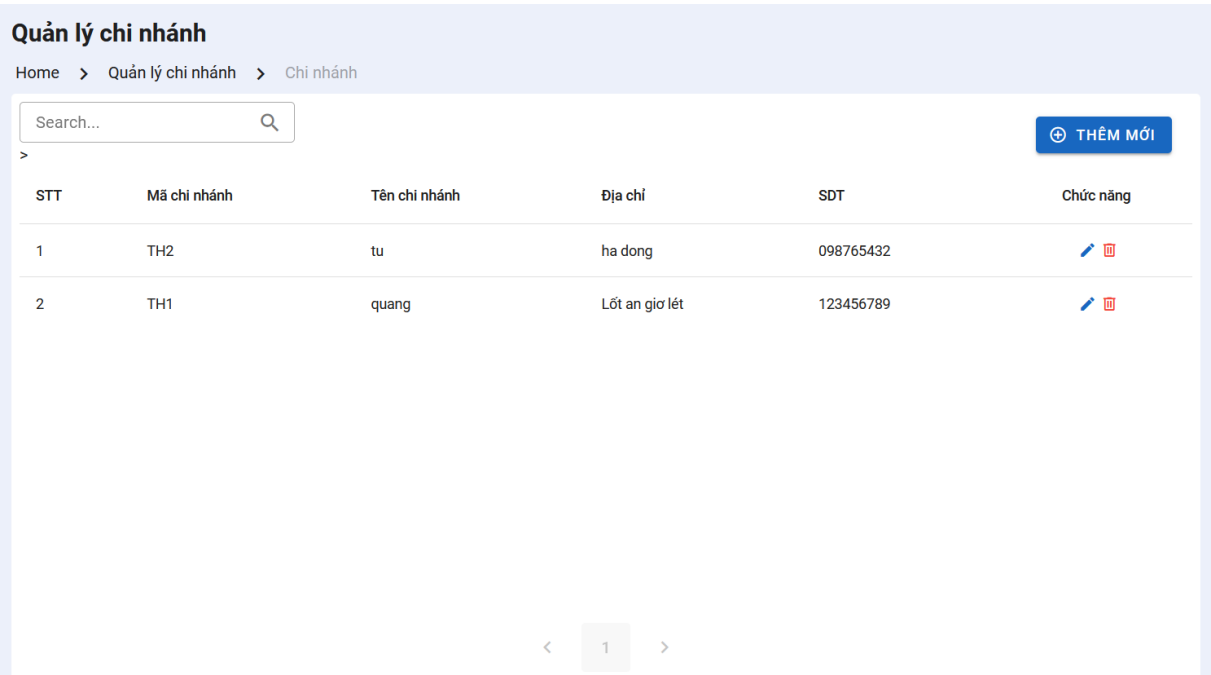 Quản lý chi nhánh
Home > Quản lý chi nhánh > Chi nhánh
Search...
THÊM MỚI
>
STT Mã chi nhánh Tên chi nhánh Địa chỉ SDT Chức năng
1 TH2 tu ha dong 098765432
2 TH1 quang Lốt an giơ lét 123456789
< 1 >